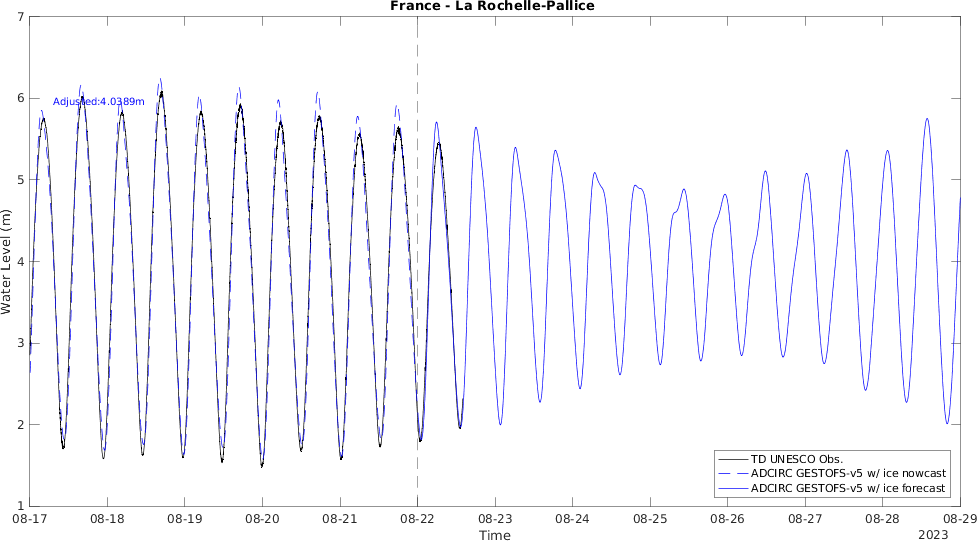 France - La Rochelle-Pallice
7
6
5
4
3
2
1
Water Level (m)
Adjusted:4.0389m
TD UNESCO Obs.
ADCIRC GESTOFS-v5 w/ ice nowcast
ADCIRC GESTOFS-v5 w/ ice forecast
08-17 08-18 08-19 08-20 08-21 08-22 08-23 08-24 08-25 08-26 08-27 08-28 08-29
Time
2023